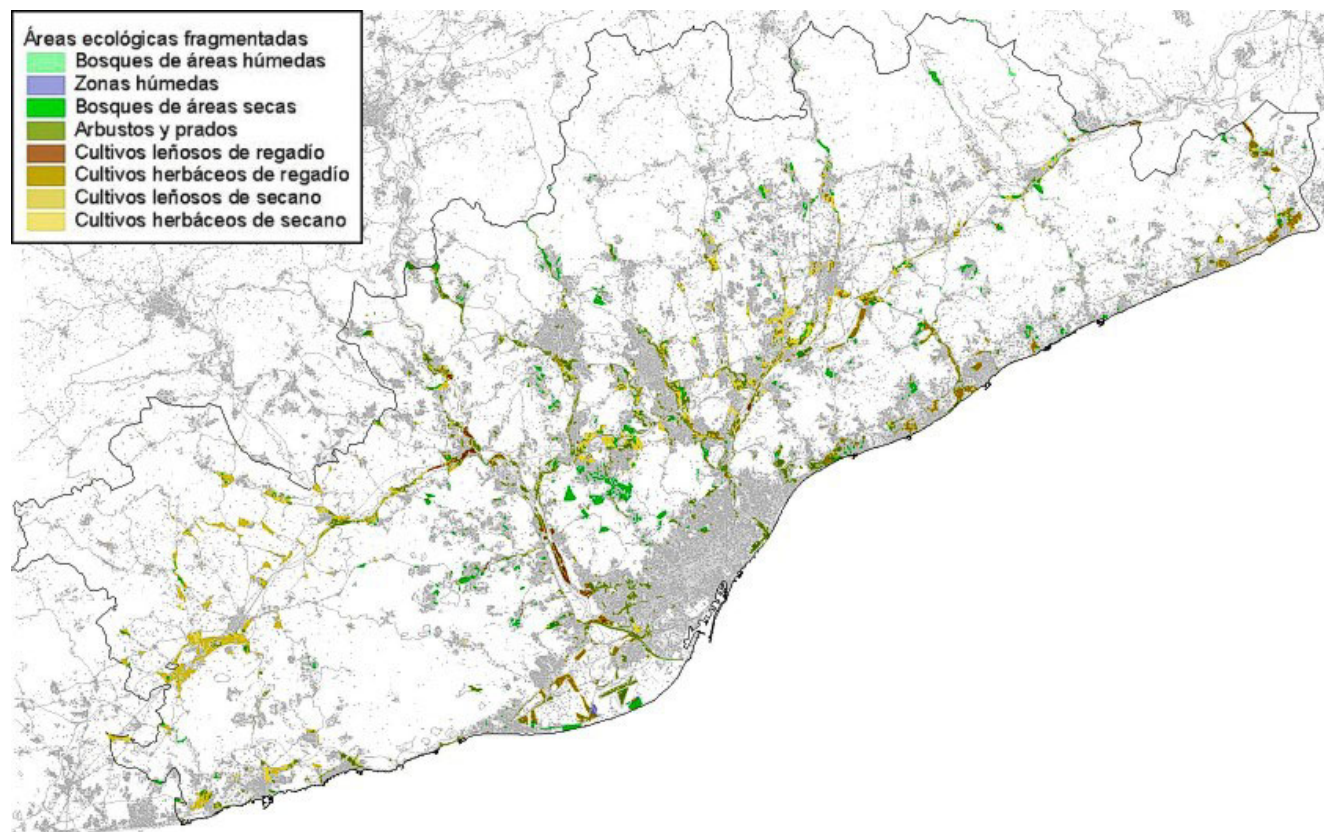 Áreas ecológicas fragmentadas
Bosques de áreas húmedas
Zonas húmedas
Bosques de áreas secas
Arbustos y prados
Cultivos leñosos de regadío
Cultivos herbáceos de regadío
Cultivos leñosos de secano
Cultivos herbáceos de secano